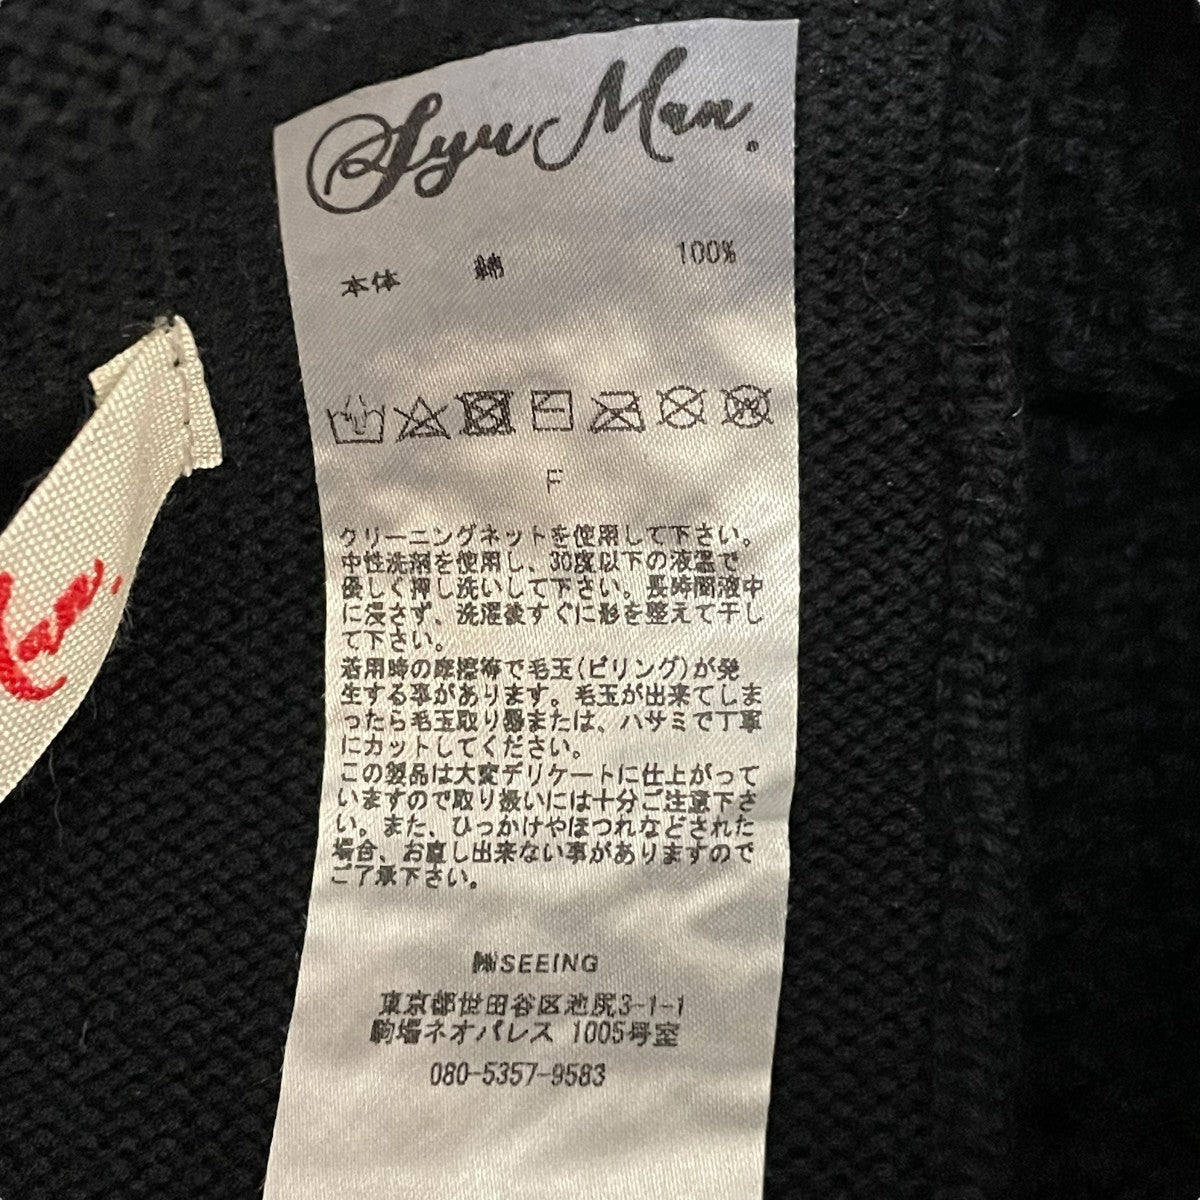 Syu Man.
本体 綿 100%
F
クリーニングネットを使用して下さい。
中性洗剤を使用し、30度以下の液温で
優しく押し洗いして下さい。長時間液中
に浸さず、洗濯後すぐに形を整えて干し
て下さい。
着用時の摩擦等で毛玉(ピリング)が発
生する事があります。毛玉が出来てしま
ったら毛玉取り器または、ハサミで丁寧
にカットしてください。
この製品は大変デリケートに仕上がって
いますので取り扱いには十分ご注意下さ
い。また、ひっかけやほつれなどされた
場合、お直し出来ない事がありますので
ご了承下さい。
㈱SEEING
東京都世田谷区池尻3-1-1
駒場ネオパレス 1005号室
080-5357-9583
Man.